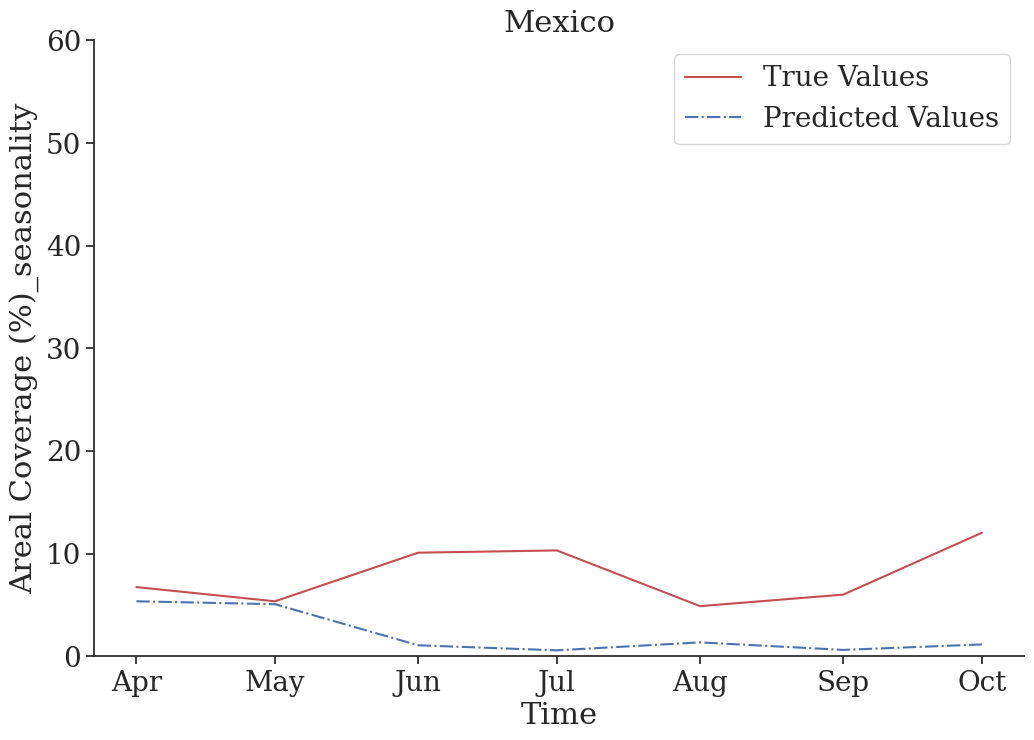 Mexico
True Values
Predicted Values
Areal Coverage (%)_seasonality
60
50
40
30
20
10
0
Apr May Jun Jul Aug Sep Oct
Time